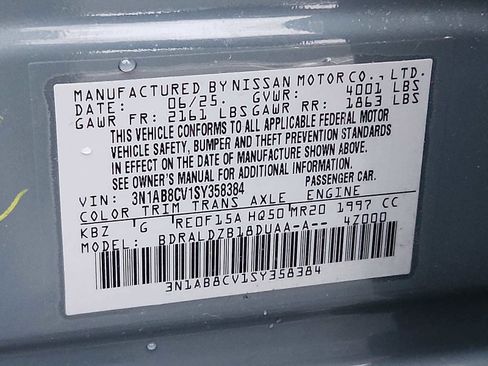 MANUFACTURED BY NISSAN MOTOR CO., LTD.
DATE: 06/25. GVWR: 4001 LBS
GAWR FR: 2161 LBS GAWR RR: 1863 LBS
THIS VEHICLE CONFORMS TO ALL APPLICABLE FEDERAL MOTOR
VEHICLE SAFETY, BUMPER AND THEFT PREVENTION STANDARDS
IN EFFECT ON THE DATE OF MANUFACTURE SHOWN ABOVE.
SEE OWNER'S MANUAL FOR ADDITIONAL INFORMATION.
VIN: 3N1AB8CV1SY358384 PASSENGER CAR.
COLOR TRIM TRANS AXLE ENGINE
KBZ G RE0F15A HQ50 MR20 1997 CC
MODEL: BDRALDZB18DUAA-A-- 4Z000
3N1AB8CV1SY358384